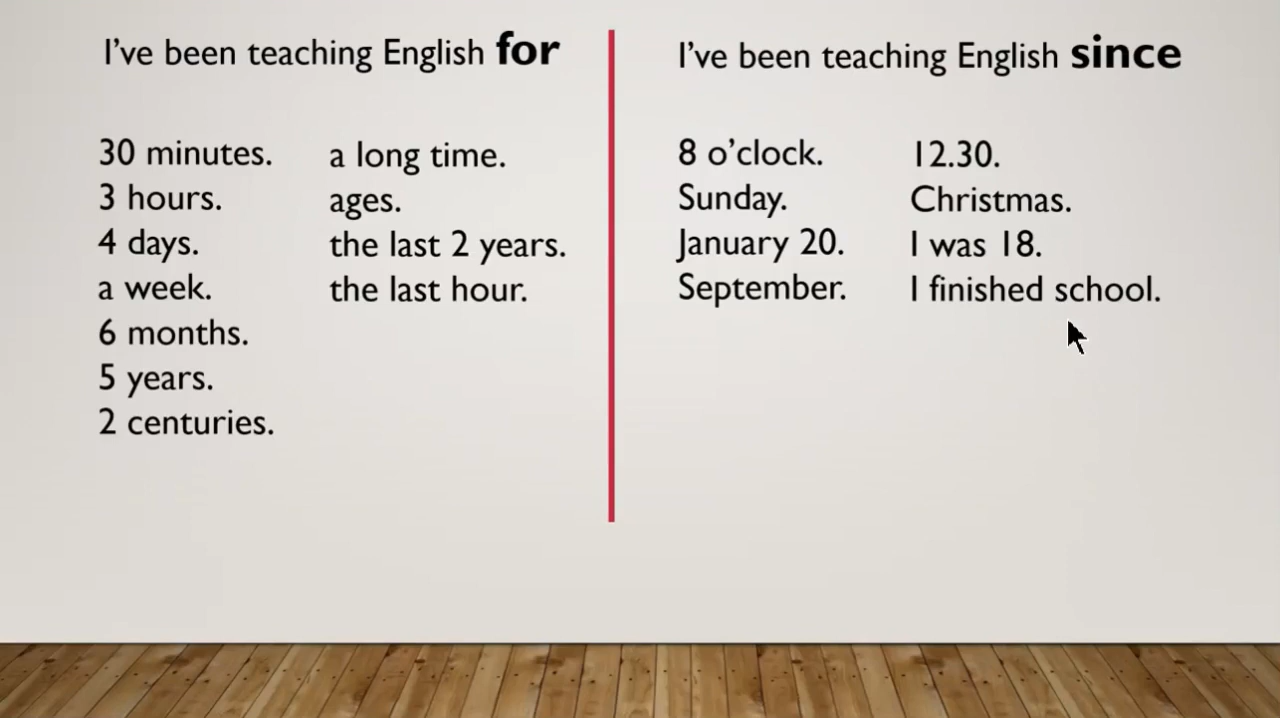 I've been teaching English for
30 minutes.
3 hours.
4 days.
a week.
6 months.
5 years.
2 centuries.
a long time.
ages.
the last 2 years.
the last hour.
I've been teaching English since
8 o'clock.
Sunday.
January 20.
September.
12.30.
Christmas.
I was 18.
I finished school.